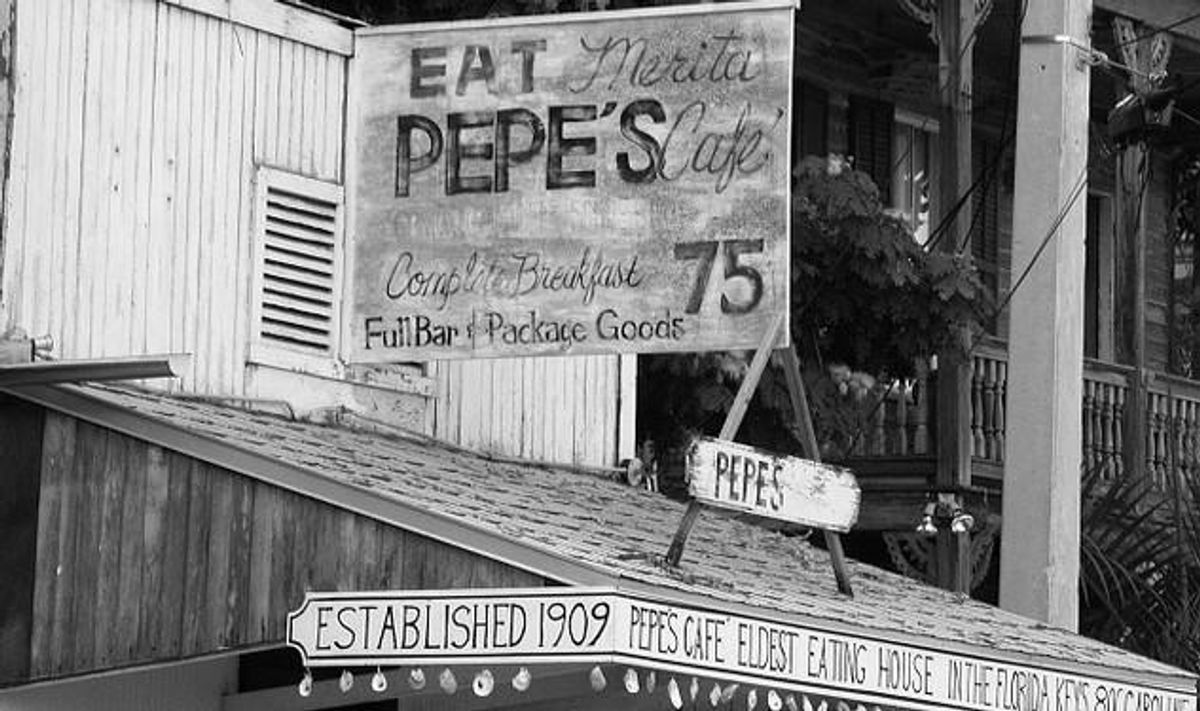 EAT Merita
PEPE'S Café
Complete Breakfast 75
Full Bar & Package Goods
PEPES
ESTABLISHED 1909
PEPE'S CAFE' ELDEST EATING HOUSE IN THE FLORIDA KEYS